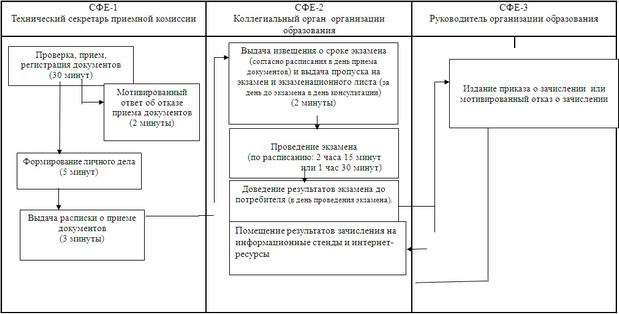 СФЕ-1
Технический секретарь приемной комиссии
СФЕ-2
Коллегиальный орган организации
образования
СФЕ-3
Руководитель организации образования
Проверка, прием,
регистрация документов
(30 минут)
Мотивированный
ответ об отказе
приема документов
(2 минуты)
Формирование личного дела
(5 минут)
Выдача расписки о приеме
документов
(3 минуты)
Выдача извещения о сроке экзамена
(согласно расписания в день приема
документов) и выдача пропуска на
экзамен и экзаменационного листа (за
день до экзамена в день консультации)
(2 минуты)
Проведение экзамена
(по расписанию: 2 часа 15 минут
или 1 час 30 минут)
Доведение результатов экзамена до
потребителя (в день проведения экзамена).
Помещение результатов зачисления на
информационные стенды и интернет-
ресурсы
Издание приказа о зачислении или
мотивированный отказ о зачислении